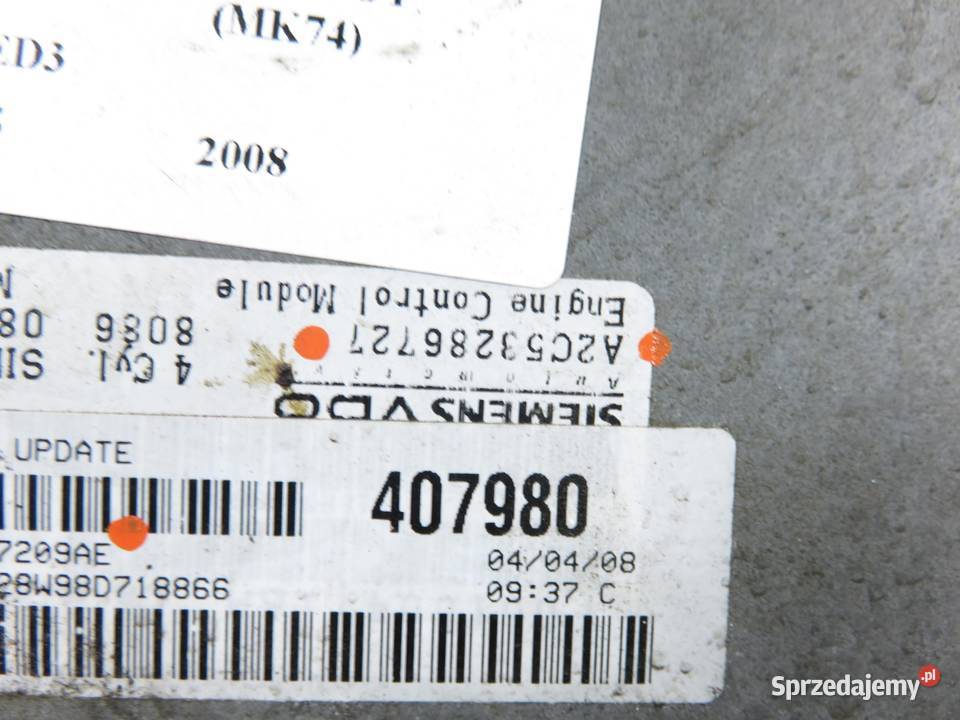 (MK74)
ED3
2008
SIEMENS VDO
A2C53286727
Engine Control Module
4 Cyl.
UPDATE
407980
7209AE
04/04/08
28W98D718866
09:37 C
Sprzedajemy.pl